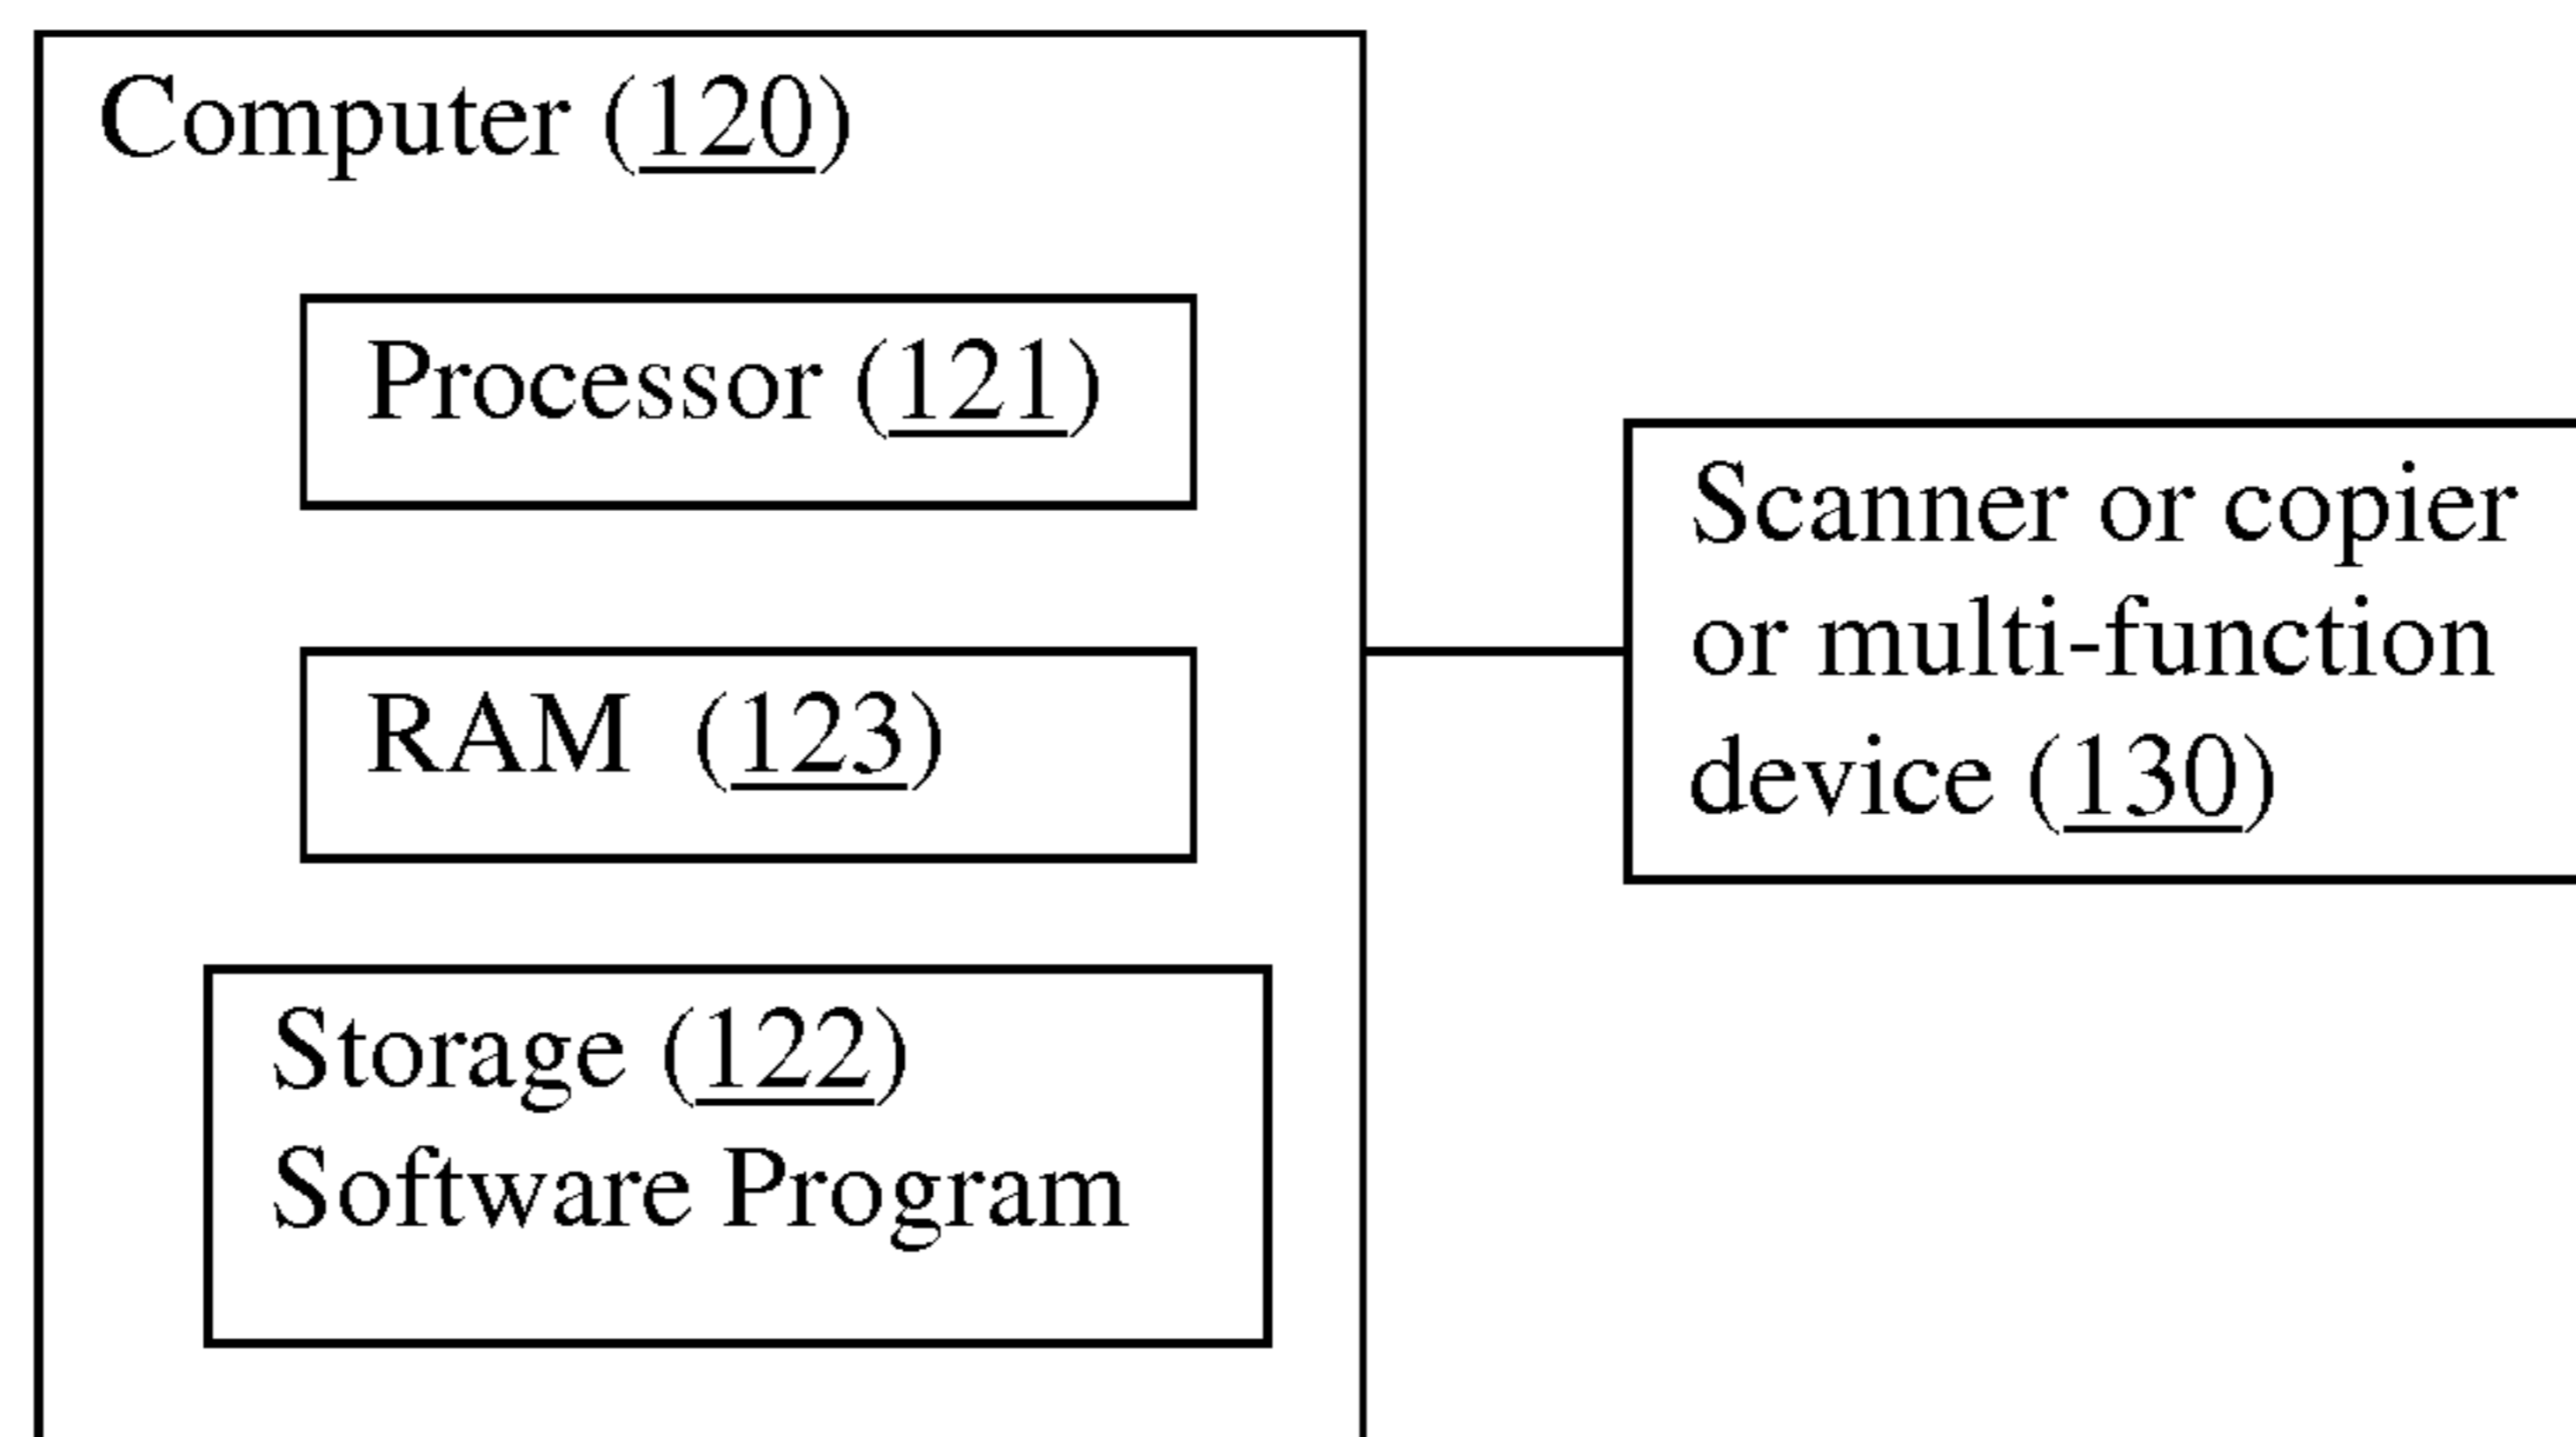 Computer (120)
Processor (121)
RAM (123)
Storage (122)
Software Program
Scanner or copier
or multi-function
device (130)